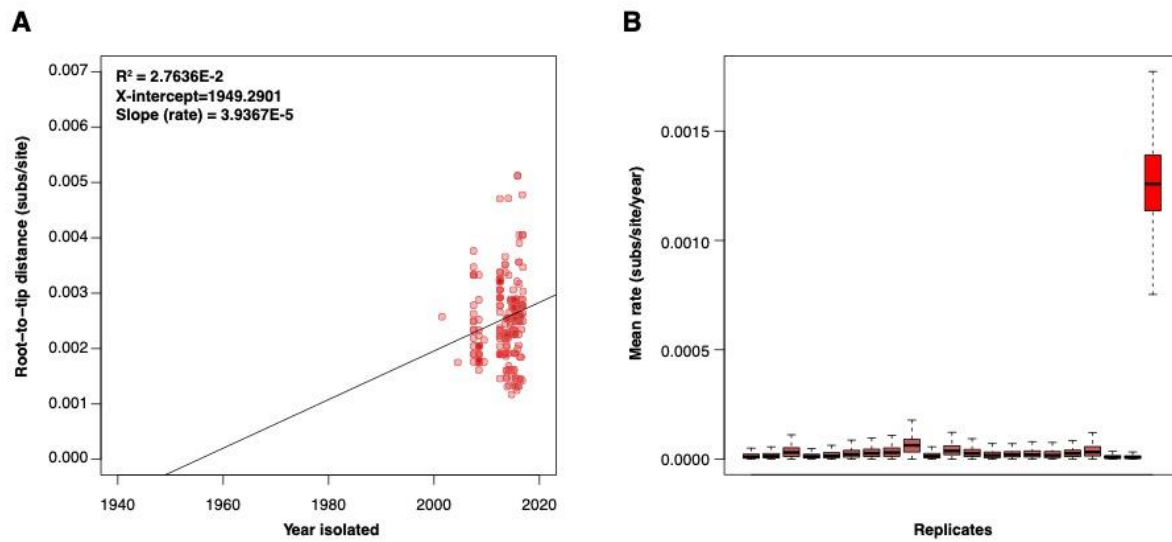 A
R² = 2.7636E-2
X-intercept=1949.2901
Slope (rate) = 3.9367E-5
Root-to-tip distance (subs/site)
0.007
0.006
0.005
0.004
0.003
0.002
0.001
0.000
1940 1960 1980 2000 2020
Year isolated
B
Mean rate (subs/site/year)
0.0015
0.0010
0.0005
0.0000
Replicates